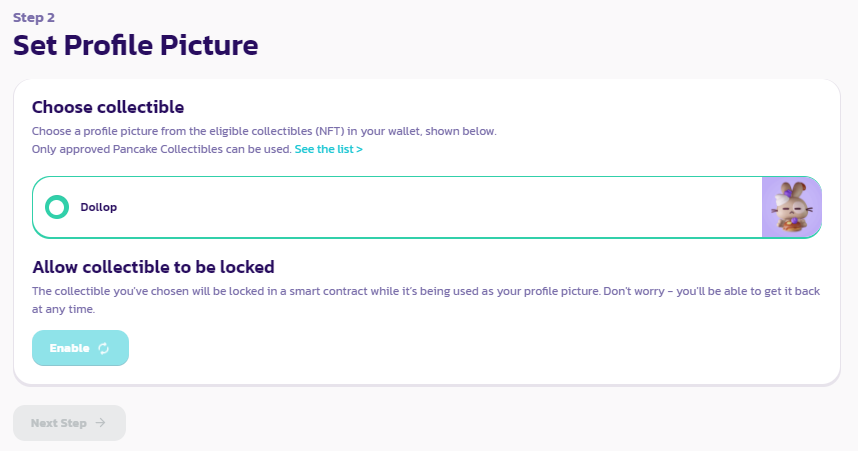 Step 2
Set Profile Picture
Choose collectible
Choose a profile picture from the eligible collectibles (NFT) in your wallet, shown below.
Only approved Pancake Collectibles can be used. See the list >
Dollop
Allow collectible to be locked
The collectible you've chosen will be locked in a smart contract while it's being used as your profile picture. Don't worry - you'll be able to get it back
at any time.
Enable
Next Step